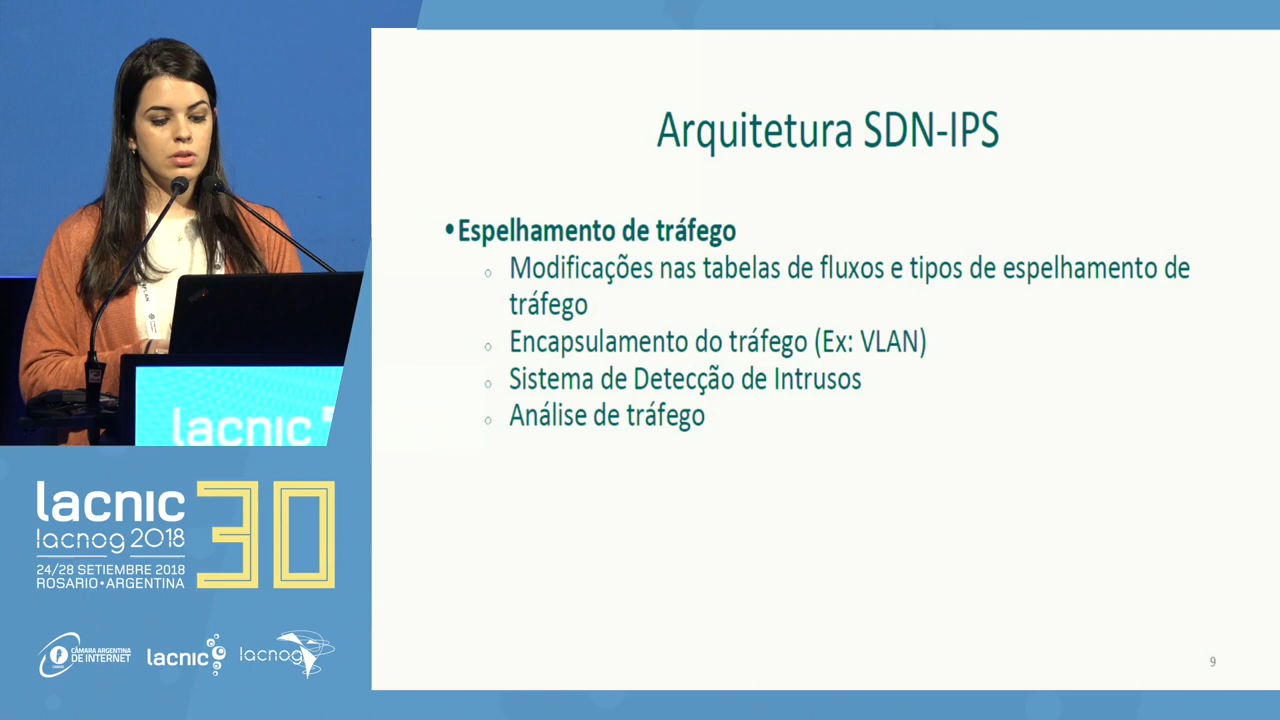 Arquitetura SDN-IPS
•Espelhamento de tráfego
Modificações nas tabelas de fluxos e tipos de espelhamento de
tráfego
Encapsulamento do tráfego (Ex: VLAN)
Sistema de Detecção de Intrusos
Análise de tráfego
9
lacnic
lacnic 30
lacnog 2018
24/28 SETIEMBRE 2018
ROSARIO•ARGENTINA
CÂMARA ARGENTINA
DE INTERNET
lacnic
lacnog